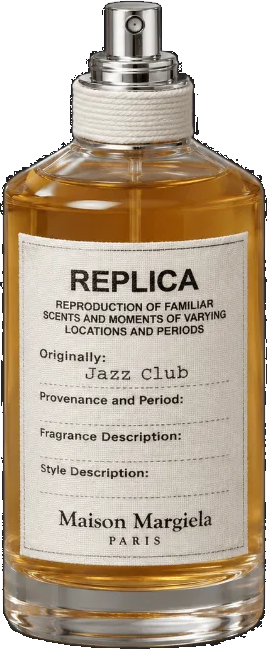 REPLICA
REPRODUCTION OF FAMILIAR
SCENTS AND MOMENTS OF VARYING
LOCATIONS AND PERIODS
Originally:
Jazz Club
Provenance and Period:
Fragrance Description:
Style Description:
Maison Margiela
PARIS